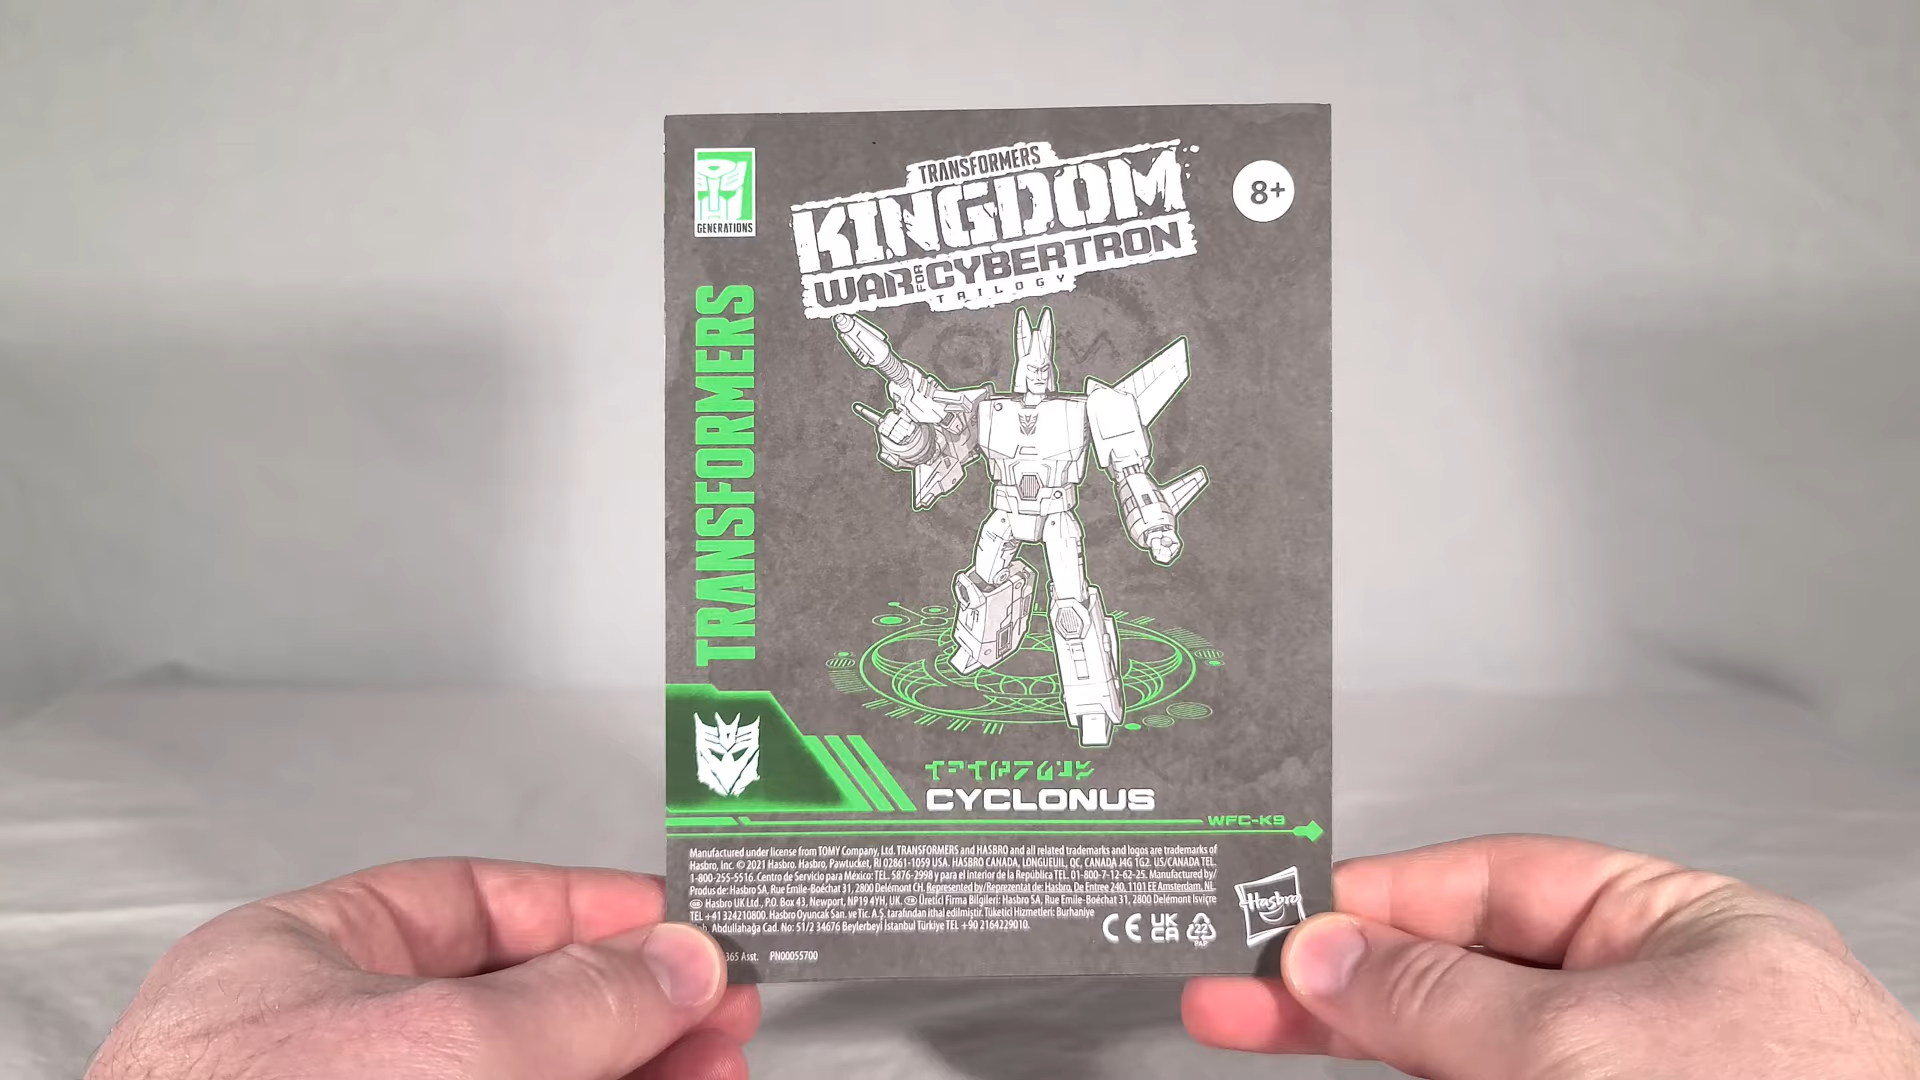 GENERATIONS
TRANSFORMERS
KINGDOM
WAR FOR CYBERTRON
TRILOGY
8+
TRANSFORMERS
CYCLONUS
WFC-K9
Manufactured under license from TOMY Company, Ltd. TRANSFORMERS and HASBRO and all related trademarks and logos are trademarks of
Hasbro, Inc. © 2021 Hasbro. Hasbro, Pawtucket, RI 02861-1059 USA. HASBRO CANADA, LONGUEUIL, QC, CANADA J4G 1G2. US/CANADA TEL.
1-800-255-5516. Centro de Servicio para México: TEL. 5876-2998 y para el interior de la República TEL. 01-800-7-12-62-25. Manufactured by/
Produs de: Hasbro SA, Rue Emile-Boéchat 31, 2800 Delémont CH. Represented by/Reprezentat de: Hasbro, De Entree 240, 1101 EE Amsterdam, NL.
Hasbro UK Ltd., P.O. Box 43, Newport, NP19 4YH, UK. Üretici Firma Bilgileri: Hasbro SA, Rue Emile-Boéchat 31, 2800 Delémont İsviçre
TEL +41 324210800. Hasbro Oyuncak San. ve Tic. A.Ş. tarafından ithal edilmiştir. Tüketici Hizmetleri: Burhaniye
Abdullahağa Cad. No: 51/2 34676 Beylerbeyi İstanbul Türkiye TEL +90 2164229010.
CE UK CA 22 PAP
Hasbro
365 Asst. PN00055700